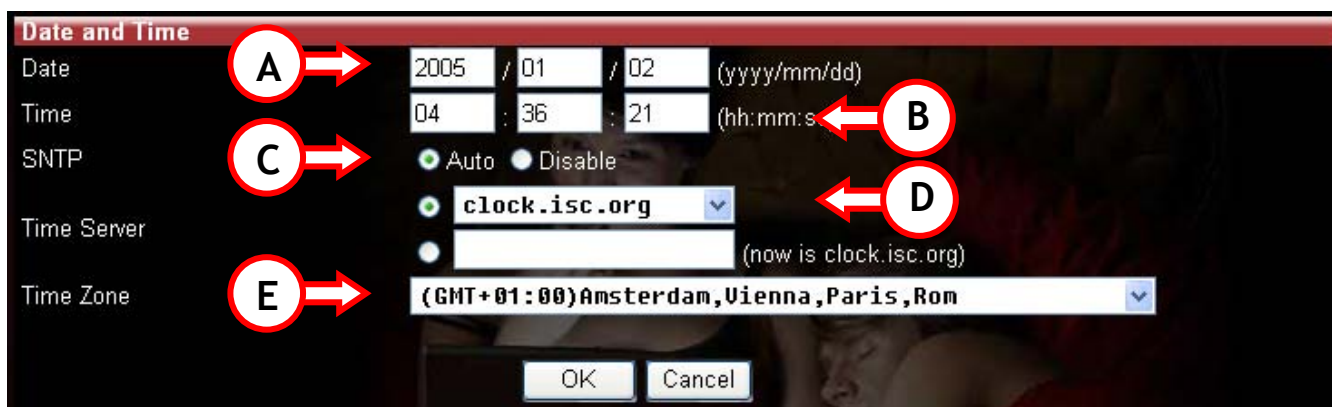 Date and Time
Date A 2005 / 01 / 02 (yyyy/mm/dd)
Time 04 : 36 : 21 (hh:mm:s B
SNTP C Auto Disable
clock.isc.org D
Time Server
(now is clock.isc.org)
Time Zone E (GMT+01:00)Amsterdam,Vienna,Paris,Rom
OK Cancel